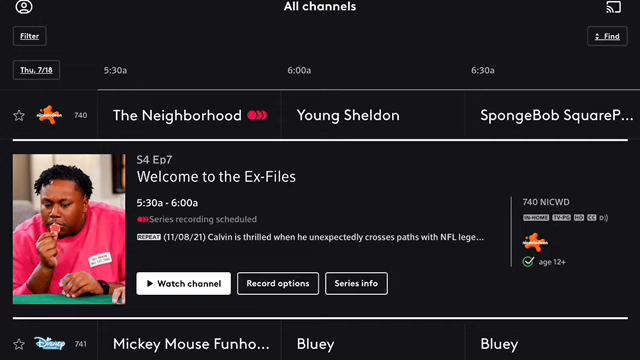 All channels
Filter
Find
Thu, 7/18
5:30a
6:00a
6:30a
nickelodeon
740
The Neighborhood
Young Sheldon
SpongeBob SquareP...
S4 Ep7
Welcome to the Ex-Files
5:30a - 6:00a
Series recording scheduled
REPEAT (11/08/21) Calvin is thrilled when he unexpectedly crosses paths with NFL lege...
740 NICWD
IN-HOME TV-PG HD CC D))
nickelodeon
age 12+
Watch channel
Record options
Series info
Disney
741
Mickey Mouse Funho...
Bluey
Bluey